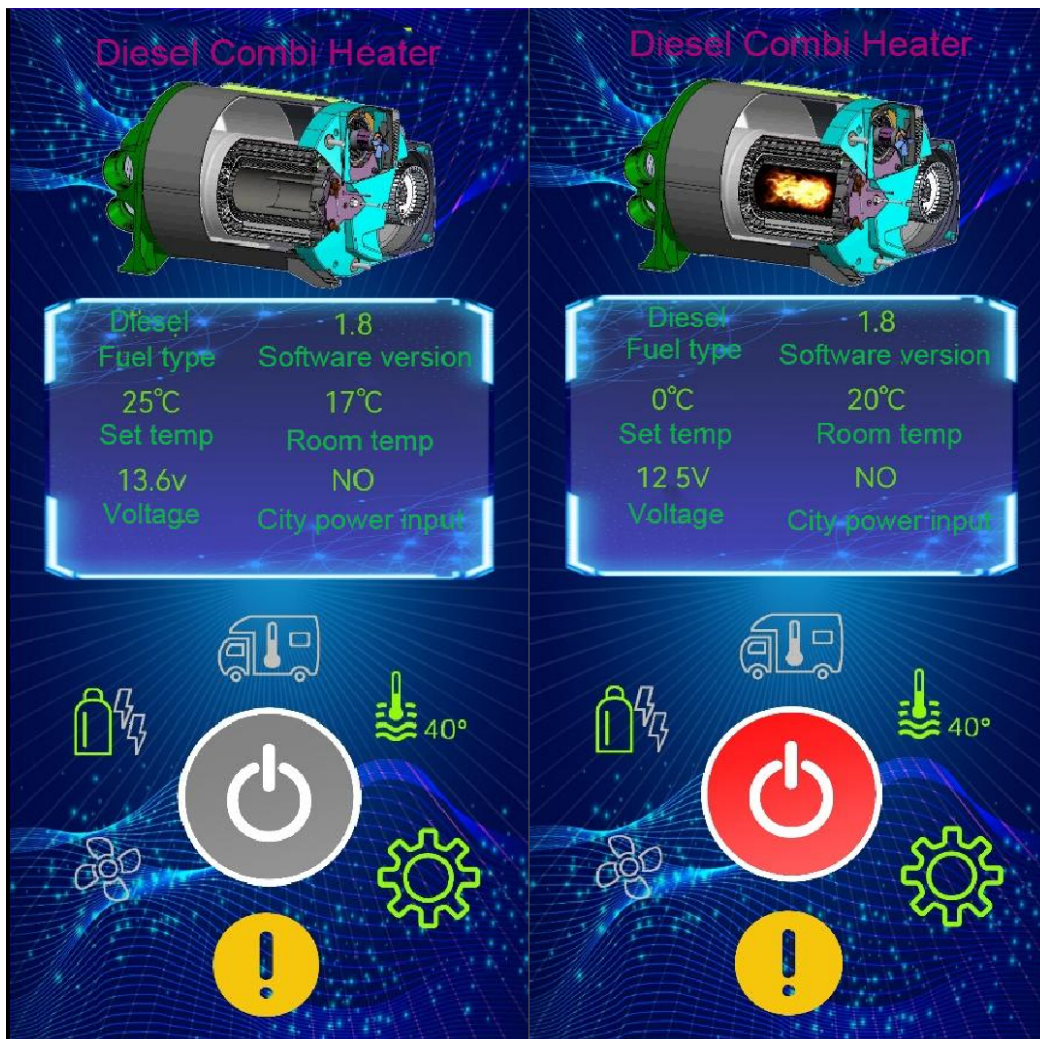 Diesel Combi Heater
Diesel 1.8
Fuel type Software version
25℃ 17℃
Set temp Room temp
13.6v NO
Voltage City power input
40°
Diesel Combi Heater
Diesel 1.8
Fuel type Software version
0℃ 20℃
Set temp Room temp
12 5V NO
Voltage City power input
40°